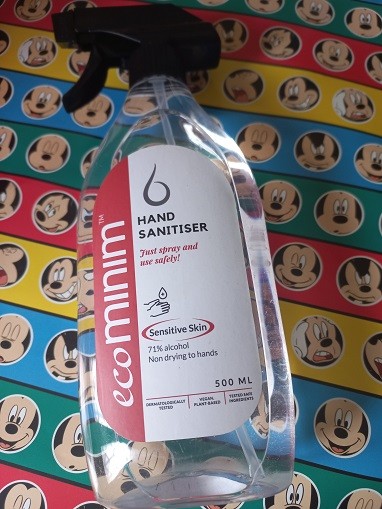 ecominim™
HAND
SANITISER
Just spray and
use safely!
Sensitive Skin
71% alcohol
Non drying to hands
500 ML
DERMATOLOGICALLY
TESTED
VEGAN,
PLANT-BASED
TESTED SAFE
INGREDIENTS